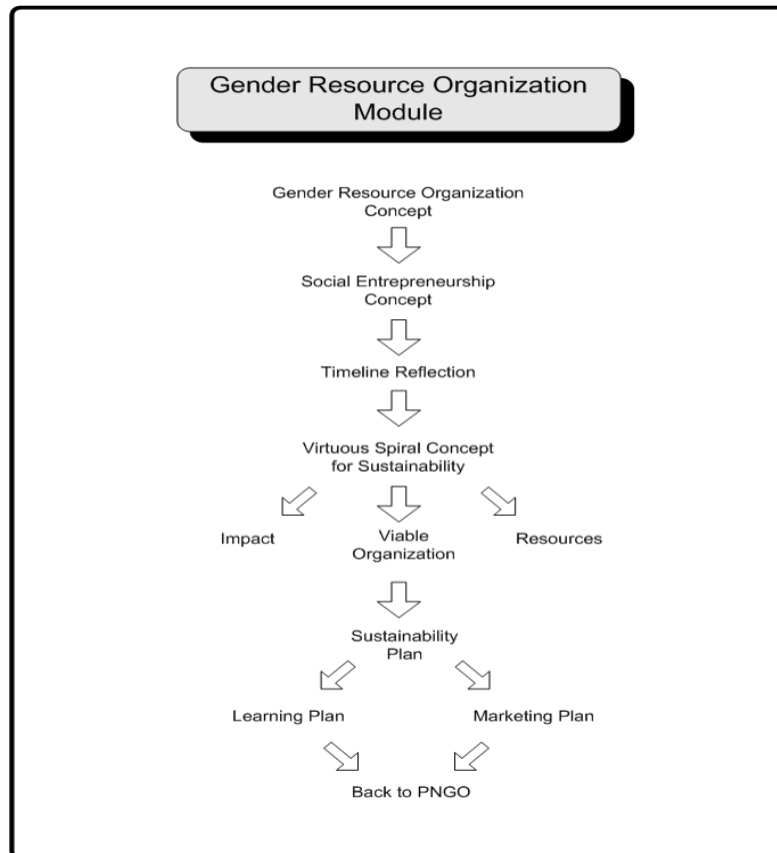 Gender Resource Organization
Module
Gender Resource Organization
Concept
Social Entrepreneurship
Concept
Timeline Reflection
Virtuous Spiral Concept
for Sustainability
Impact
Viable
Organization
Resources
Sustainability
Plan
Learning Plan
Marketing Plan
Back to PNGO